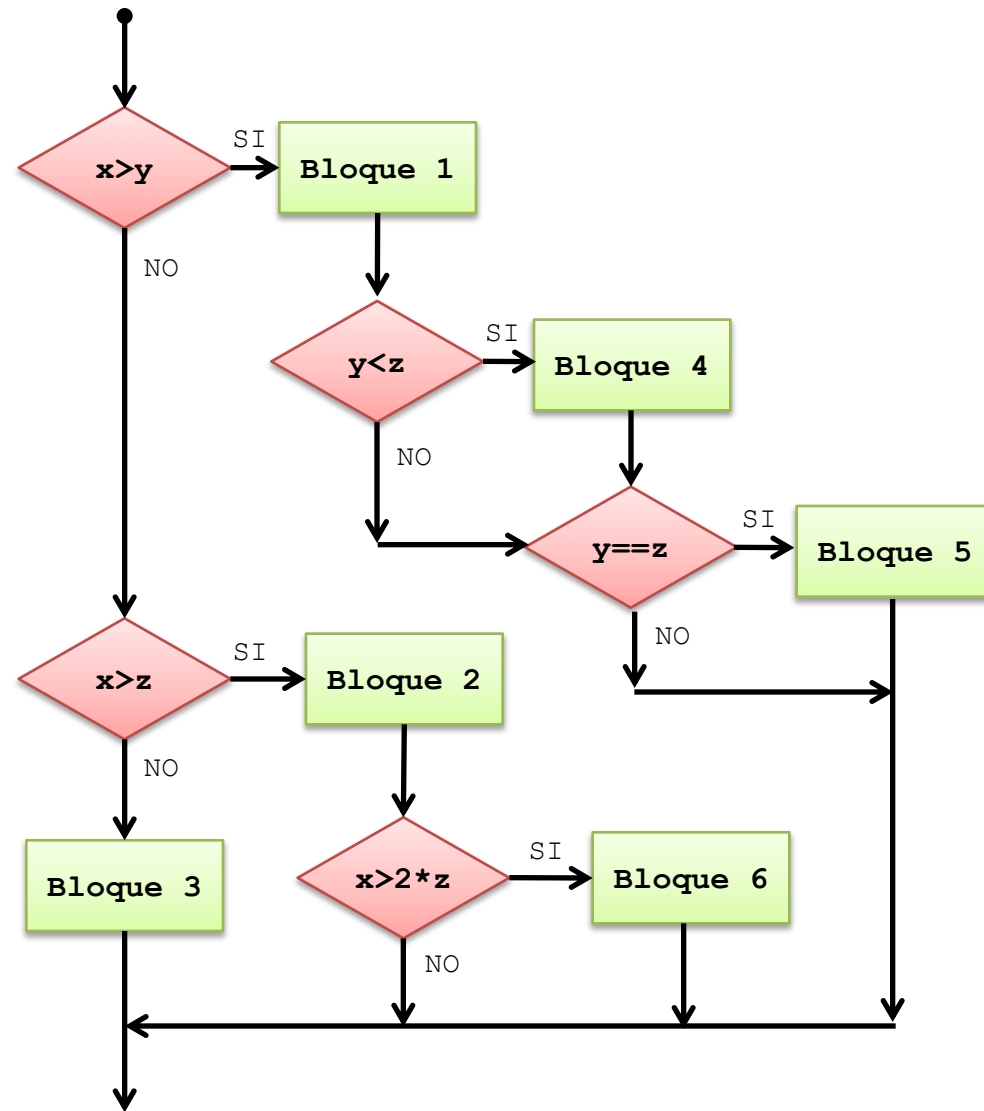 x>y
SI
Bloque 1
NO
y<z
SI
Bloque 4
NO
y==z
SI
Bloque 5
NO
x>z
SI
Bloque 2
NO
Bloque 3
x>2*z
SI
Bloque 6
NO